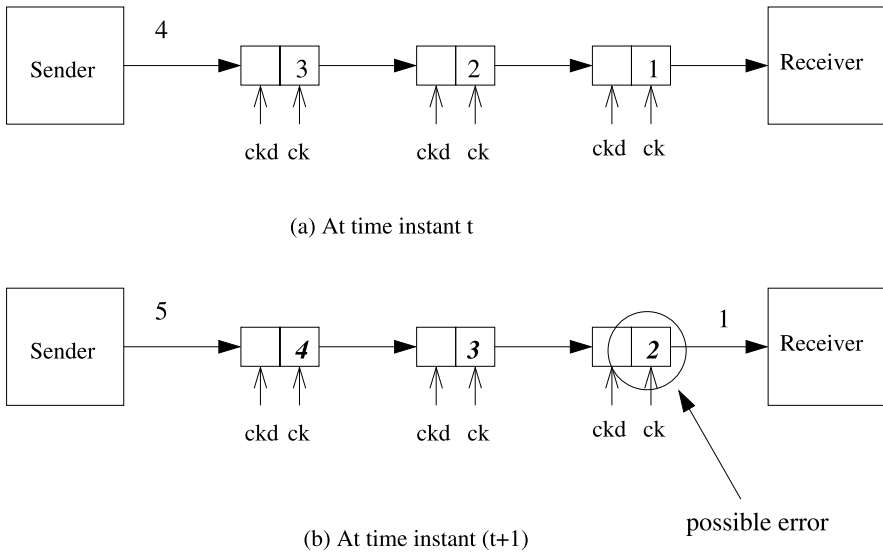 4
Sender
3
2
1
Receiver
ckd ck
ckd ck
ckd ck
(a) At time instant t
5
1
Sender
4
3
2
Receiver
ckd ck
ckd ck
ckd ck
possible error
(b) At time instant (t+1)